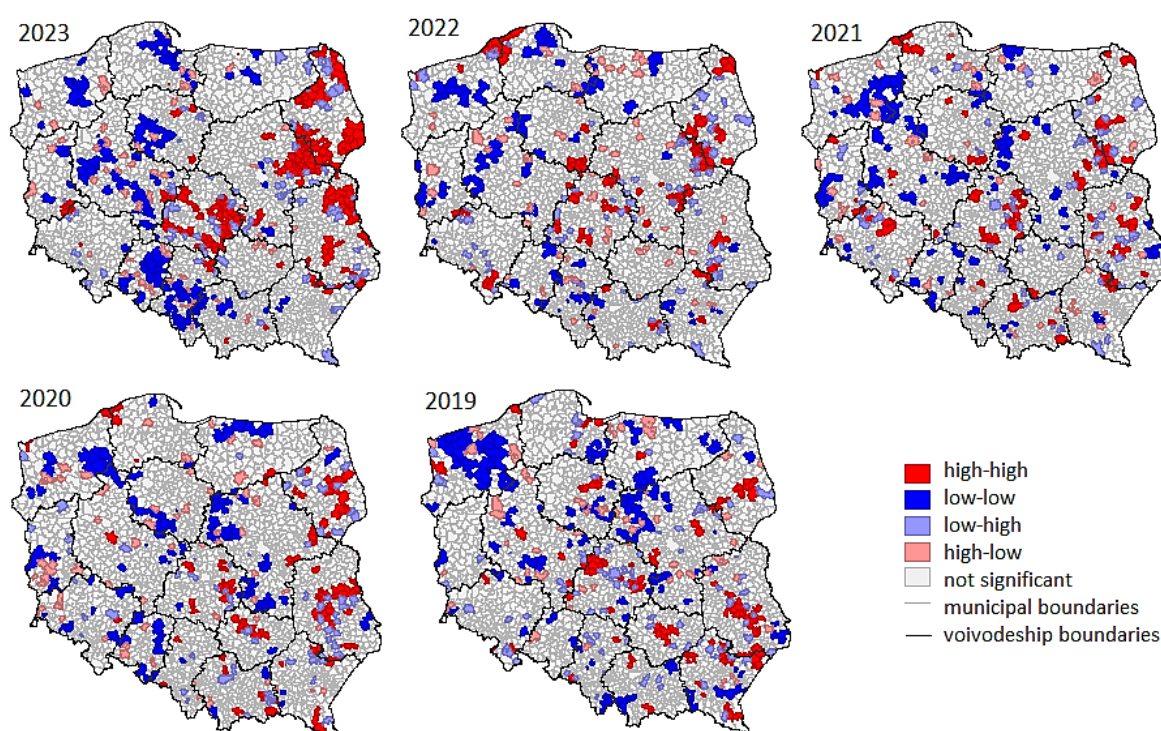 2023
2022
2021
2020
2019
high-high
low-low
low-high
high-low
not significant
municipal boundaries
voivodeship boundaries